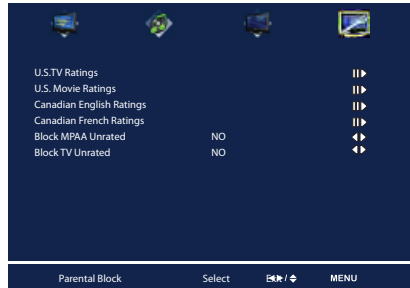 U.S.TV Ratings
U.S. Movie Ratings
Canadian English Ratings
Canadian French Ratings
Block MPAA Unrated NO
Block TV Unrated NO
Parental Block Select MENU